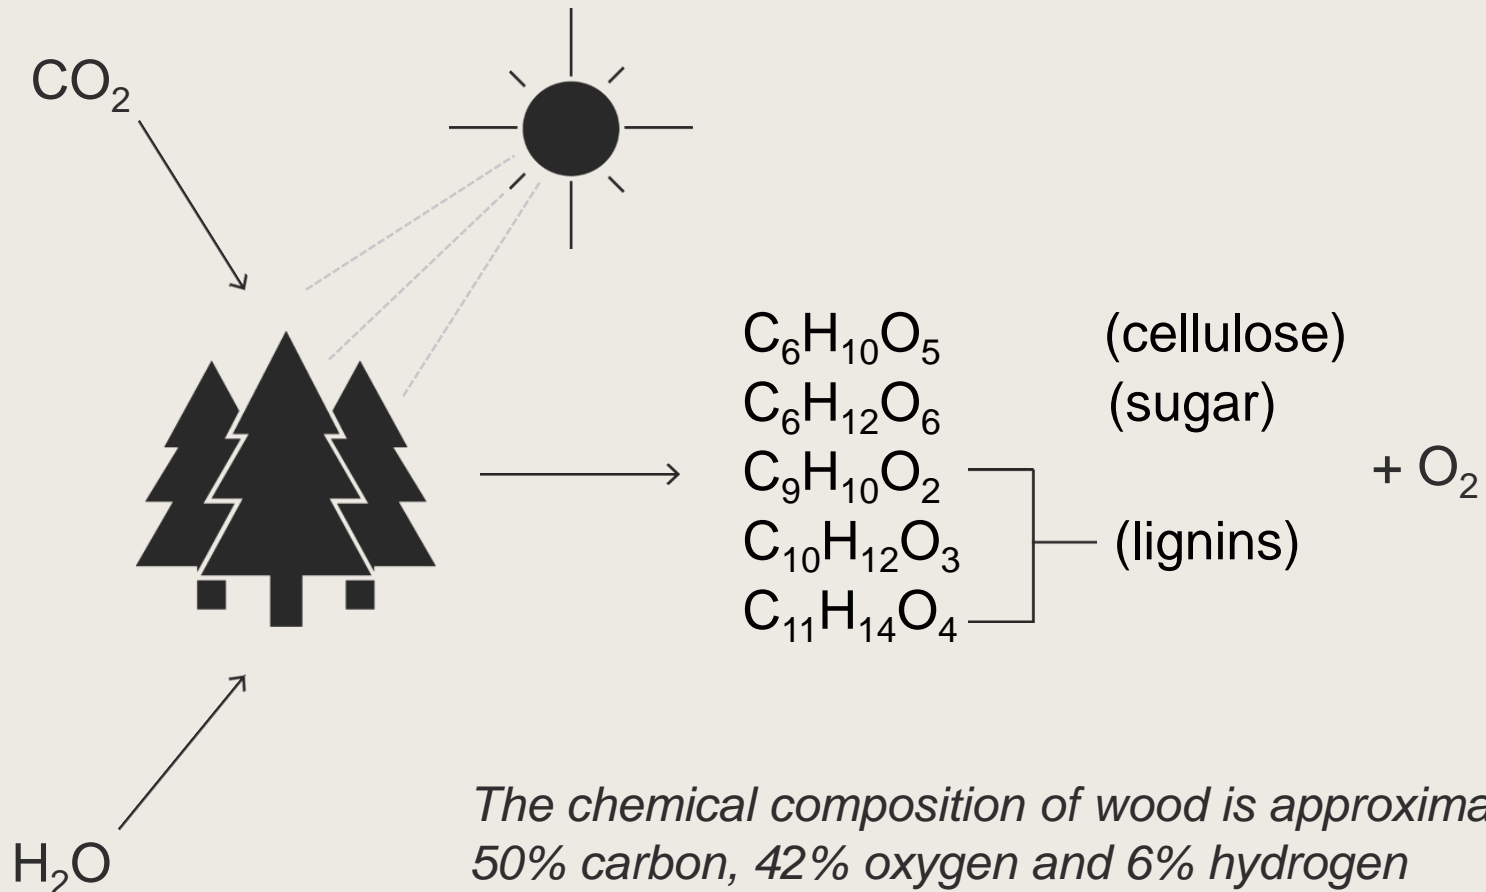 CO₂
C₆H₁₀O₅ (cellulose)
C₆H₁₂O₆ (sugar)
C₉H₁₀O₂
+ O₂
C₁₀H₁₂O₃ (lignins)
C₁₁H₁₄O₄
H₂O
The chemical composition of wood is approxima
50% carbon, 42% oxygen and 6% hydrogen